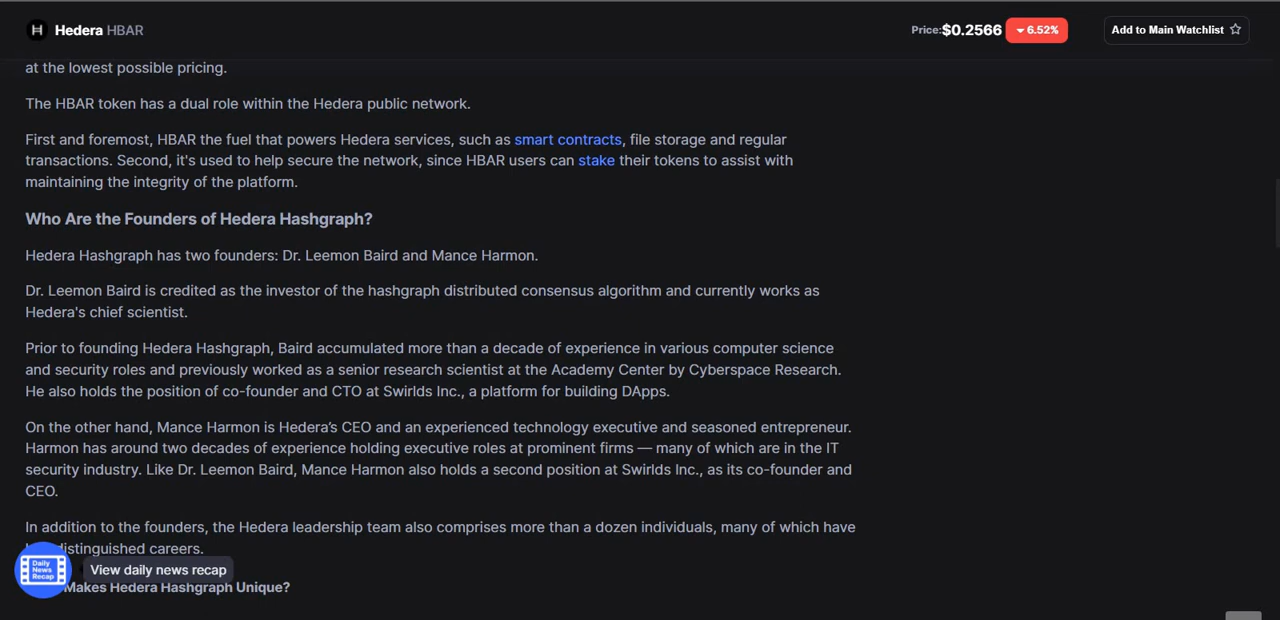 Hedera HBAR
Price:$0.2566 6.52%
Add to Main Watchlist
at the lowest possible pricing.
The HBAR token has a dual role within the Hedera public network.
First and foremost, HBAR the fuel that powers Hedera services, such as smart contracts, file storage and regular
transactions. Second, it's used to help secure the network, since HBAR users can stake their tokens to assist with
maintaining the integrity of the platform.
Who Are the Founders of Hedera Hashgraph?
Hedera Hashgraph has two founders: Dr. Leemon Baird and Mance Harmon.
Dr. Leemon Baird is credited as the investor of the hashgraph distributed consensus algorithm and currently works as
Hedera's chief scientist.
Prior to founding Hedera Hashgraph, Baird accumulated more than a decade of experience in various computer science
and security roles and previously worked as a senior research scientist at the Academy Center by Cyberspace Research.
He also holds the position of co-founder and CTO at Swirlds Inc., a platform for building DApps.
On the other hand, Mance Harmon is Hedera’s CEO and an experienced technology executive and seasoned entrepreneur.
Harmon has around two decades of experience holding executive roles at prominent firms — many of which are in the IT
security industry. Like Dr. Leemon Baird, Mance Harmon also holds a second position at Swirlds Inc., as its co-founder and
CEO.
In addition to the founders, the Hedera leadership team also comprises more than a dozen individuals, many of which have
distinguished careers.
Daily
News
Recap
View daily news recap
Makes Hedera Hashgraph Unique?